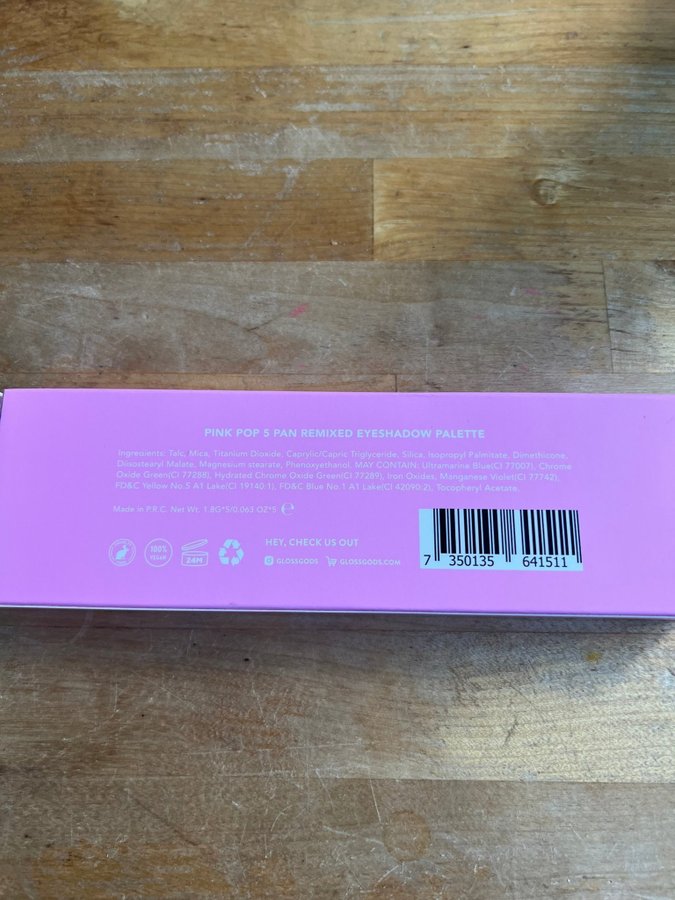 PINK POP 5 PAN REMIXED EYESHADOW PALETTE
Ingredients: Talc, Mica, Titanium Dioxide, Caprylic/Capric Triglyceride, Silica, Isopropyl Palmitate, Dimethicone,
Diisostearyl Malate, Magnesium stearate, Phenoxyethanol. MAY CONTAIN: Ultramarine Blue(CI 77007), Chrome
Oxide Green(CI 77288), Hydrated Chrome Oxide Green(CI 77289), Iron Oxides, Manganese Violet(CI 77742),
FD&C Yellow No.5 A1 Lake(CI 19140:1), FD&C Blue No.1 A1 Lake(CI 42090:2), Tocopheryl Acetate.
Made in P.R.C. Net Wt. 1.8G*5/0.063 OZ*5 e
100% VEGAN
24M
HEY, CHECK US OUT
GLOSSGODS GLOSSGODS.COM
7 350135 641511